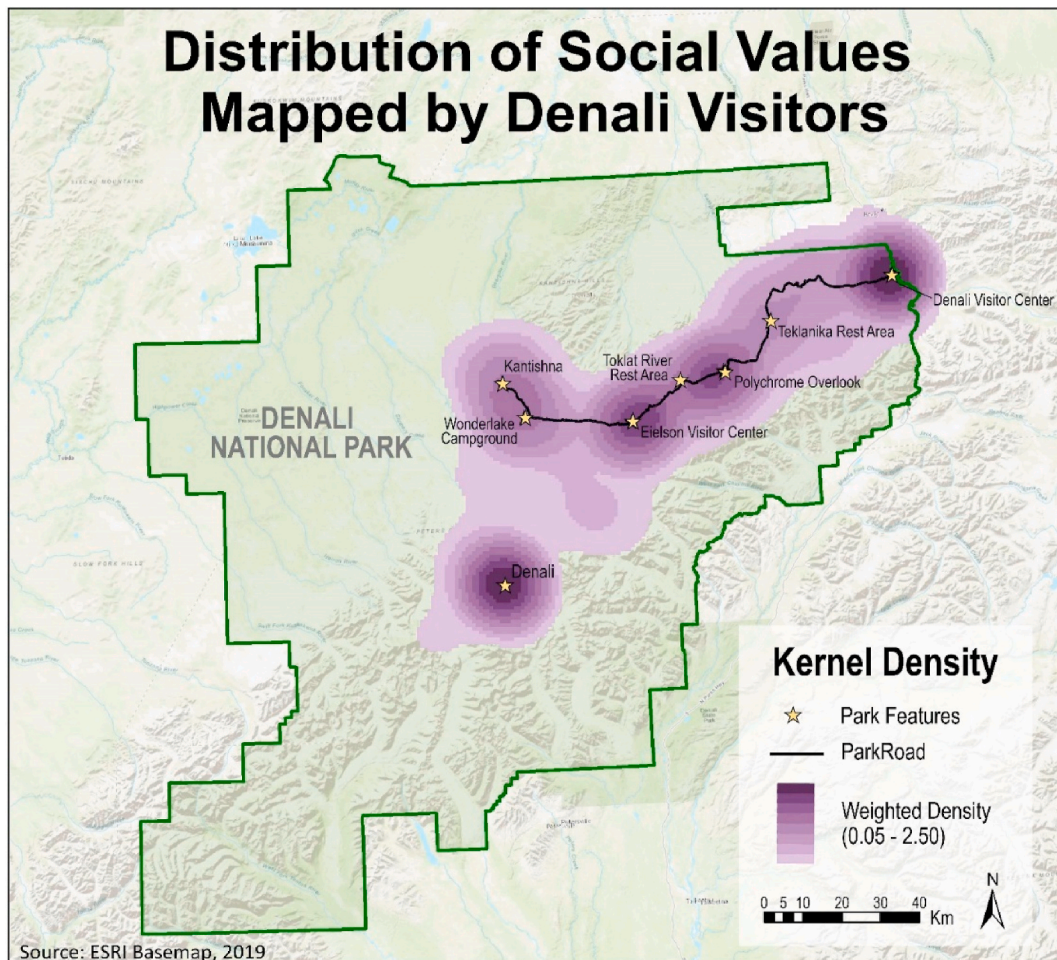 Distribution of Social Values
Mapped by Denali Visitors
Denali Visitor Center
Teklanika Rest Area
Toklat River
Rest Area
Polychrome Overlook
Kantishna
Wonderlake
Campground
Eielson Visitor Center
DENALI
NATIONAL PARK
Denali
Kernel Density
Park Features
ParkRoad
Weighted Density
(0.05 - 2.50)
N
0 5 10 20 30 40
Km
Source: ESRI Basemap, 2019